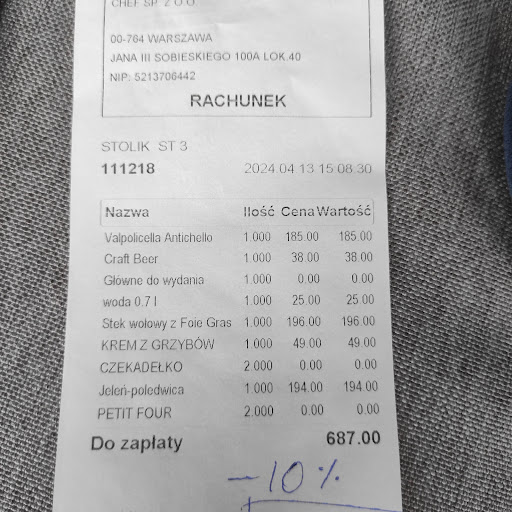 CHEF SP. Z O.O.
00-764 WARSZAWA
JANA III SOBIESKIEGO 100A LOK.40
NIP: 5213706442
RACHUNEK
STOLIK ST 3
111218 2024.04.13 15:08:30
Nazwa Ilość Cena Wartość
Valpolicella Antichello 1.000 185.00 185.00
Craft Beer 1.000 38.00 38.00
Główne do wydania 1.000 0.00 0.00
woda 0.7 l 1.000 25.00 25.00
Stek wołowy z Foie Gras 1.000 196.00 196.00
KREM Z GRZYBÓW 1.000 49.00 49.00
CZEKADEŁKO 2.000 0.00 0.00
Jeleń-polędwica 1.000 194.00 194.00
PETIT FOUR 2.000 0.00 0.00
Do zapłaty 687.00
-10%